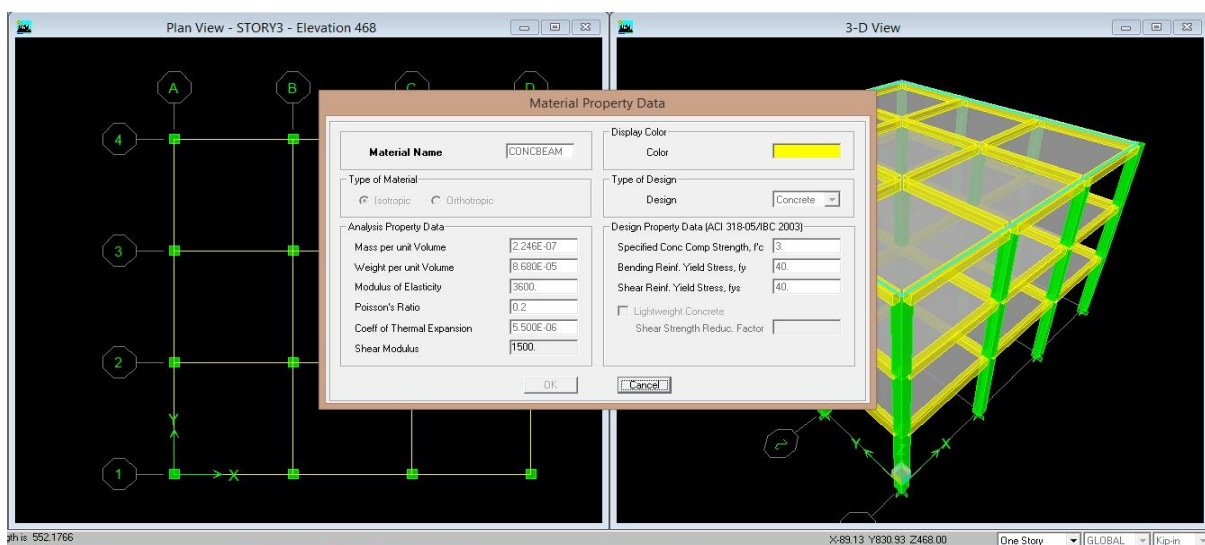 Plan View - STORY3 - Elevation 468
3-D View
A
B
C
D
4
3
2
1
Y
X
Material Property Data
Material Name
CONCBEAM
Display Color
Color
Type of Material
Isotropic
Orthotropic
Type of Design
Design
Concrete
Analysis Property Data
Mass per unit Volume
2.246E-07
Weight per unit Volume
8.680E-05
Modulus of Elasticity
3600.
Poisson's Ratio
0.2
Coeff of Thermal Expansion
5.500E-06
Shear Modulus
1500.
Design Property Data (ACI 318-05/IBC 2003)
Specified Conc Comp Strength, f'c
3.
Bending Reinf. Yield Stress, fy
40.
Shear Reinf. Yield Stress, fys
40.
Lightweight Concrete
Shear Strength Reduc. Factor
OK
Cancel
2
Y
Z
X
gth is 552.1766
X-89.13 Y830.93 Z468.00
One Story
GLOBAL
Kip-in